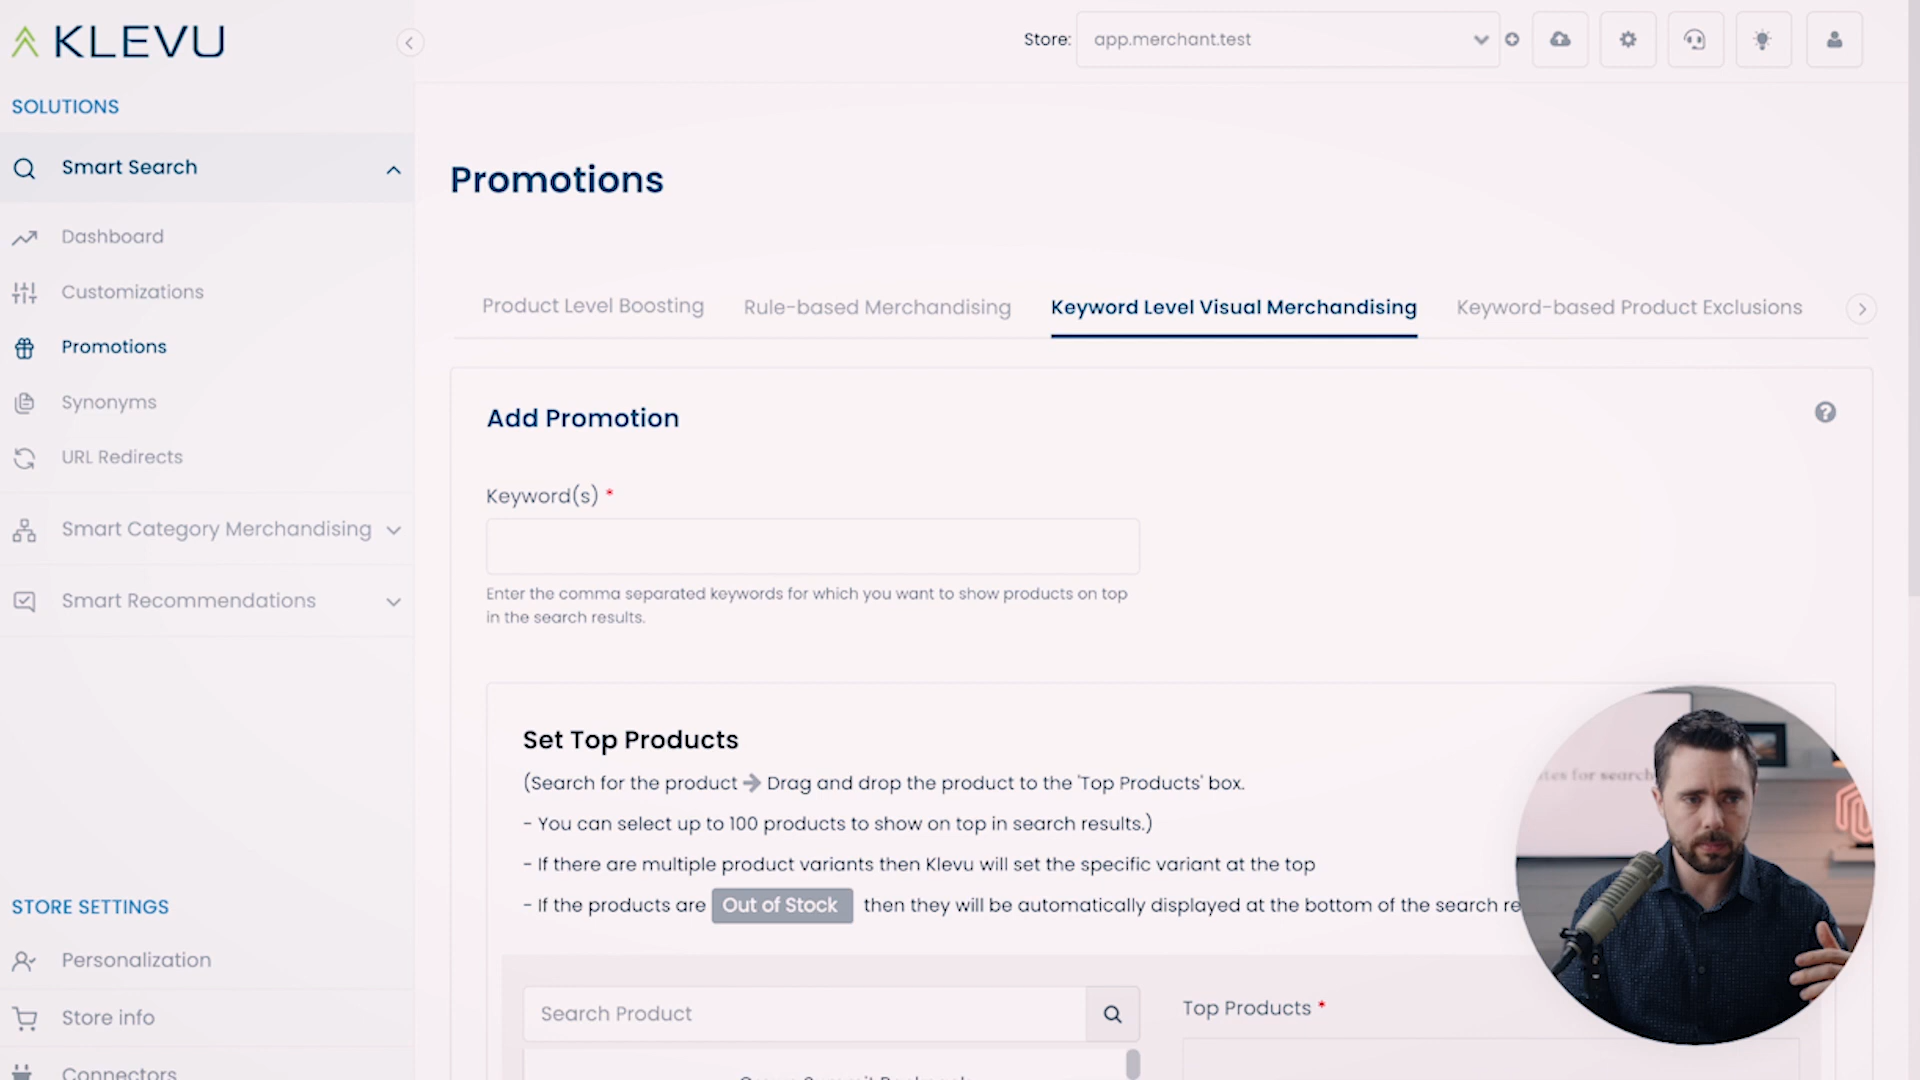 KLEVU
Store: app.merchant.test
SOLUTIONS
Smart Search
Dashboard
Customizations
Promotions
Synonyms
URL Redirects
Smart Category Merchandising
Smart Recommendations
STORE SETTINGS
Personalization
Store info
Connectors
Promotions
Product Level Boosting
Rule-based Merchandising
Keyword Level Visual Merchandising
Keyword-based Product Exclusions
Add Promotion
Keyword(s) *
Enter the comma separated keywords for which you want to show products on top
in the search results.
Set Top Products
(Search for the product → Drag and drop the product to the 'Top Products' box.
- You can select up to 100 products to show on top in search results.)
- If there are multiple product variants then Klevu will set the specific variant at the top
- If the products are Out of Stock then they will be automatically displayed at the bottom of the search
Search Product
Top Products *
for search